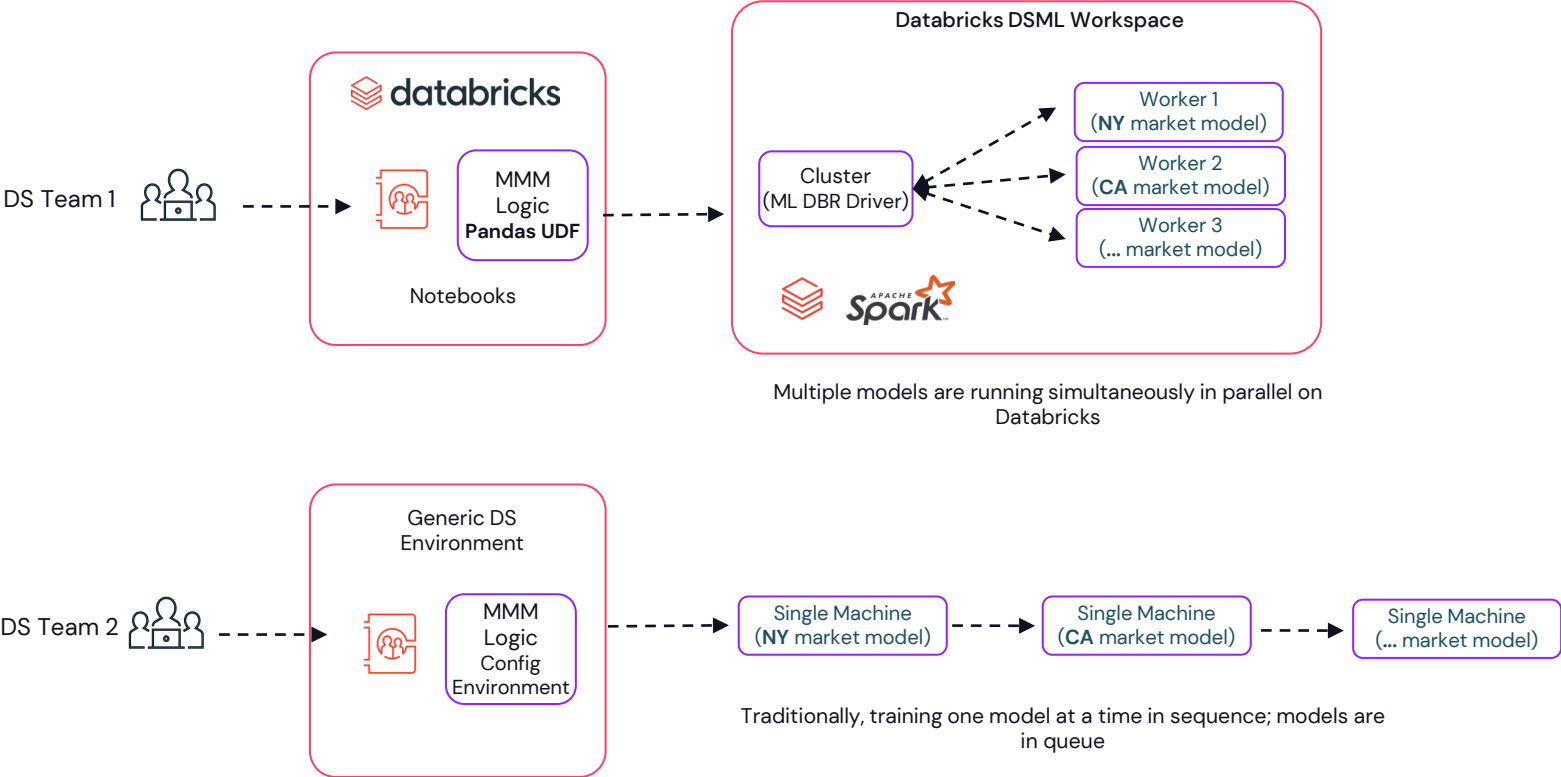 Databricks DSML Workspace
databricks
DS Team 1
MMM
Logic
Pandas UDF
Notebooks
Cluster
(ML DBR Driver)
Worker 1
(NY market model)
Worker 2
(CA market model)
Worker 3
(... market model)
APACHE
Spark
TM
Multiple models are running simultaneously in parallel on
Databricks
DS Team 2
Generic DS
Environment
MMM
Logic
Config
Environment
Single Machine
(NY market model)
Single Machine
(CA market model)
Single Machine
(... market model)
Traditionally, training one model at a time in sequence; models are
in queue